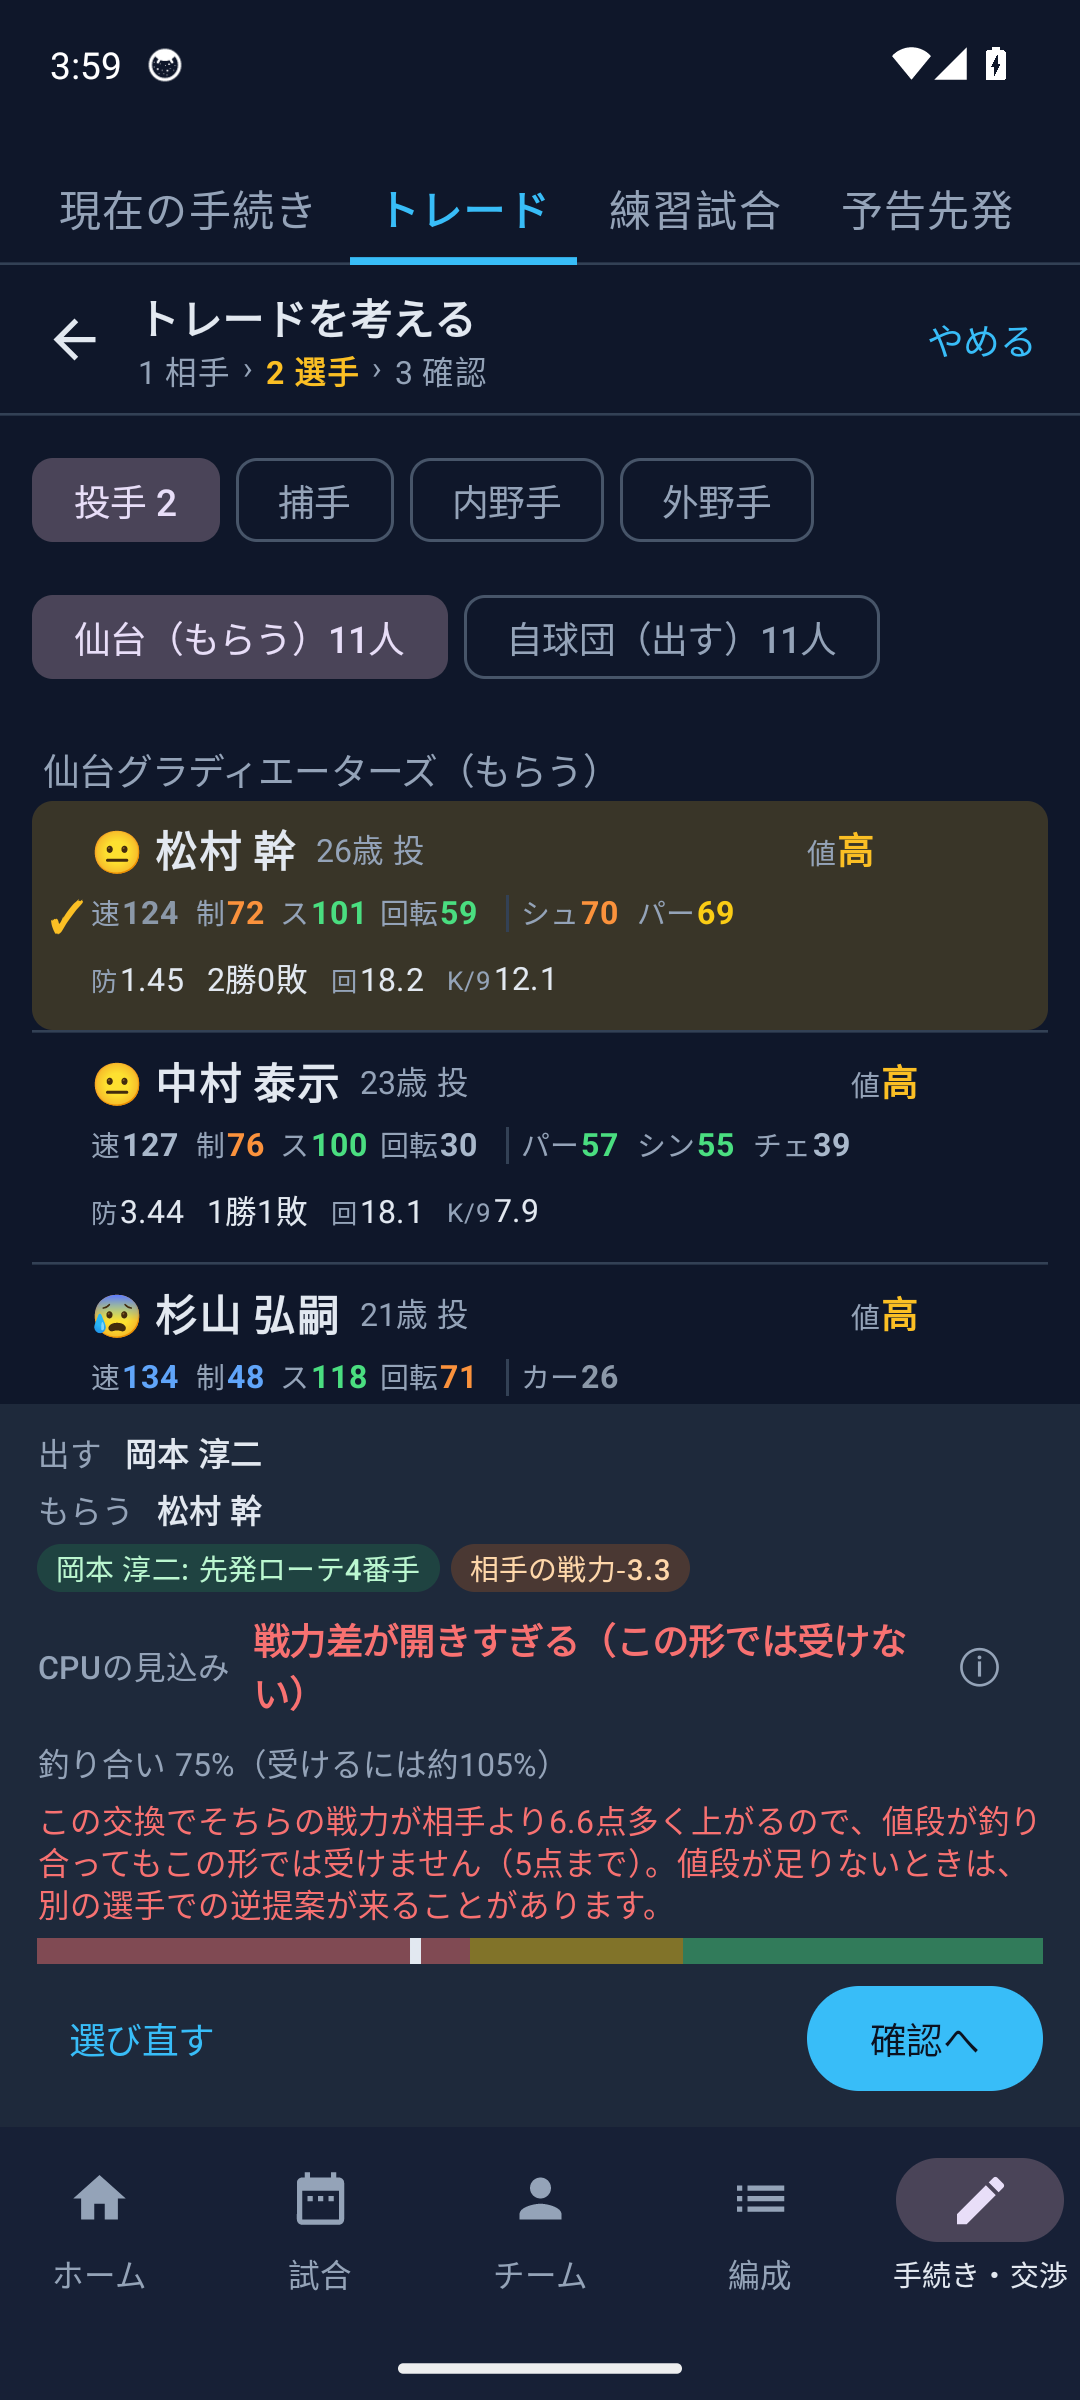 3:59
現在の手続き トレード 練習試合 予告先発
トレードを考える
1 相手 › 2 選手 › 3 確認
やめる
投手 2 捕手 内野手 外野手
仙台（もらう）11人 自球団（出す）11人
仙台グラディエーターズ（もらう）
松村 幹 26歳 投 値高
✓速124 制72 ス101 回転59 シュ70 パー69
防1.45 2勝0敗 回18.2 K/9 12.1
中村 泰示 23歳 投 値高
速127 制76 ス100 回転30 パー57 シン55 チェ39
防3.44 1勝1敗 回18.1 K/9 7.9
杉山 弘嗣 21歳 投 値高
速134 制48 ス118 回転71 カー26
出す 岡本 淳二
もらう 松村 幹
岡本 淳二: 先発ローテ4番手 相手の戦力-3.3
CPUの見込み 戦力差が開きすぎる（この形では受けな
い）
釣り合い 75%（受けるには約105%）
この交換でそちらの戦力が相手より6.6点多く上がるので、値段が釣り
合ってもこの形では受けません（5点まで）。値段が足りないときは、
別の選手での逆提案が来ることがあります。
選び直す 確認へ
ホーム 試合 チーム 編成 手続き・交渉